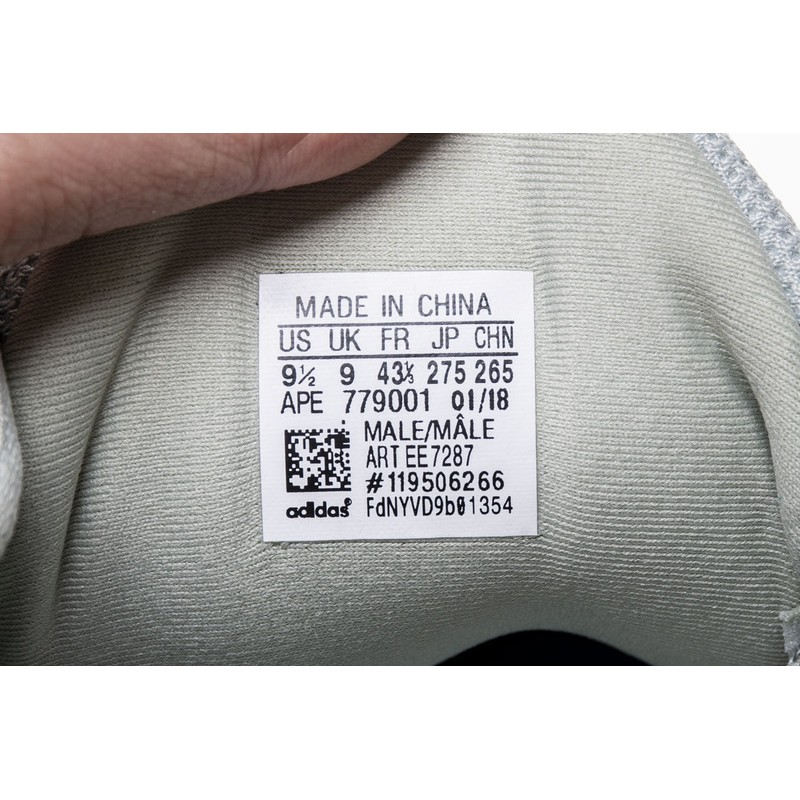 MADE IN CHINA
US UK FR JP CHN
9½ 9 43⅓ 275 265
APE 779001 01/18
MALE/MÂLE
ART EE7287
#119506266
adidas® FdNYVD9b01354